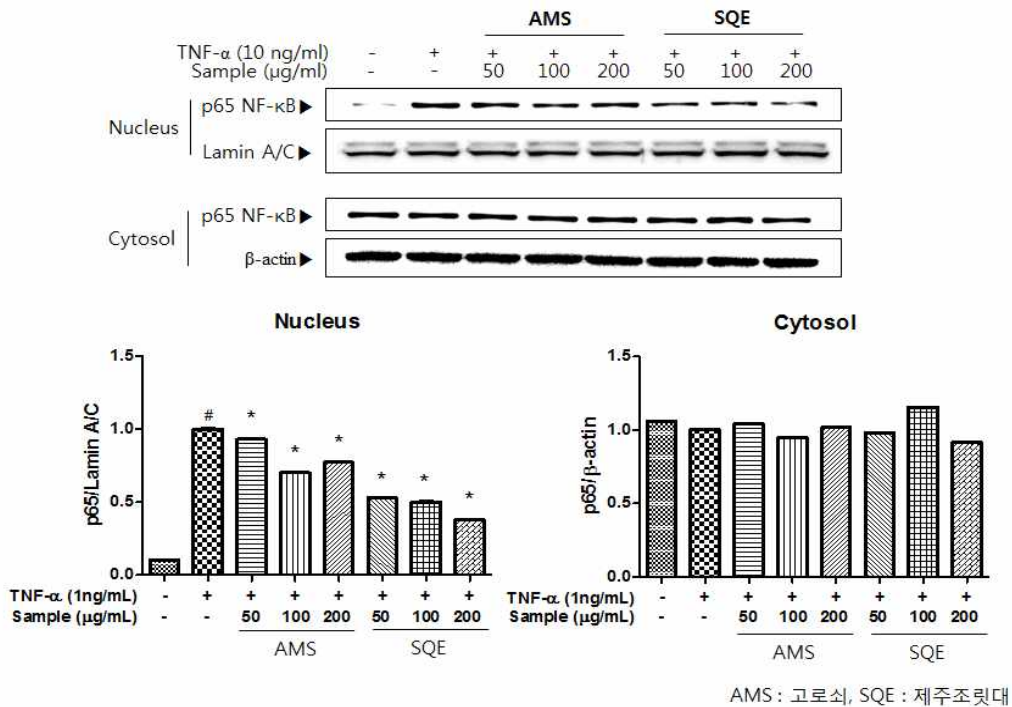 AMS SQE
TNF-α (10 ng/ml) - + + + + + + +
Sample (μg/ml) - - 50 100 200 50 100 200
Nucleus
p65 NF-κB▶
Lamin A/C▶
Cytosol
p65 NF-κB▶
β-actin▶
Nucleus
p65/Lamin A/C
1.5
1.0
0.5
0.0
# * * * * * *
TNF-α (1ng/mL) - + + + + + + +
Sample (μg/mL) - - 50 100 200 50 100 200
AMS SQE
Cytosol
p65/β-actin
1.5
1.0
0.5
0.0
TNF-α (1ng/mL) - + + + + + + +
Sample (μg/mL) - - 50 100 200 50 100 200
AMS SQE
AMS : 고로쇠, SQE : 제주조릿대